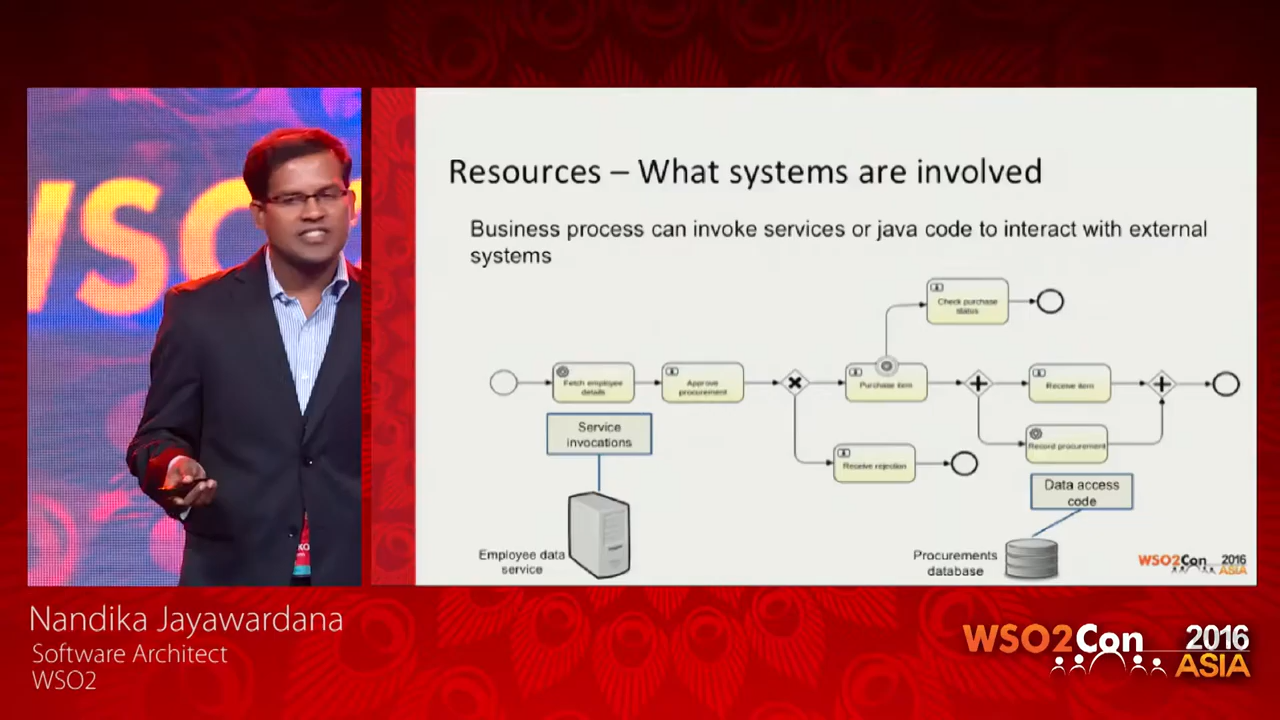 WSO
Resources – What systems are involved
Business process can invoke services or java code to interact with external
systems
Check purchase
status
Fetch employee
details
Approve
procurement
Purchase item
Receive item
Service
invocations
Receive rejection
Record procurement
Data access
code
Employee data
service
Procurements
database
WSO2Con 2016
ASIA
Nandika Jayawardana
Software Architect
WSO2
WSO2Con 2016
ASIA